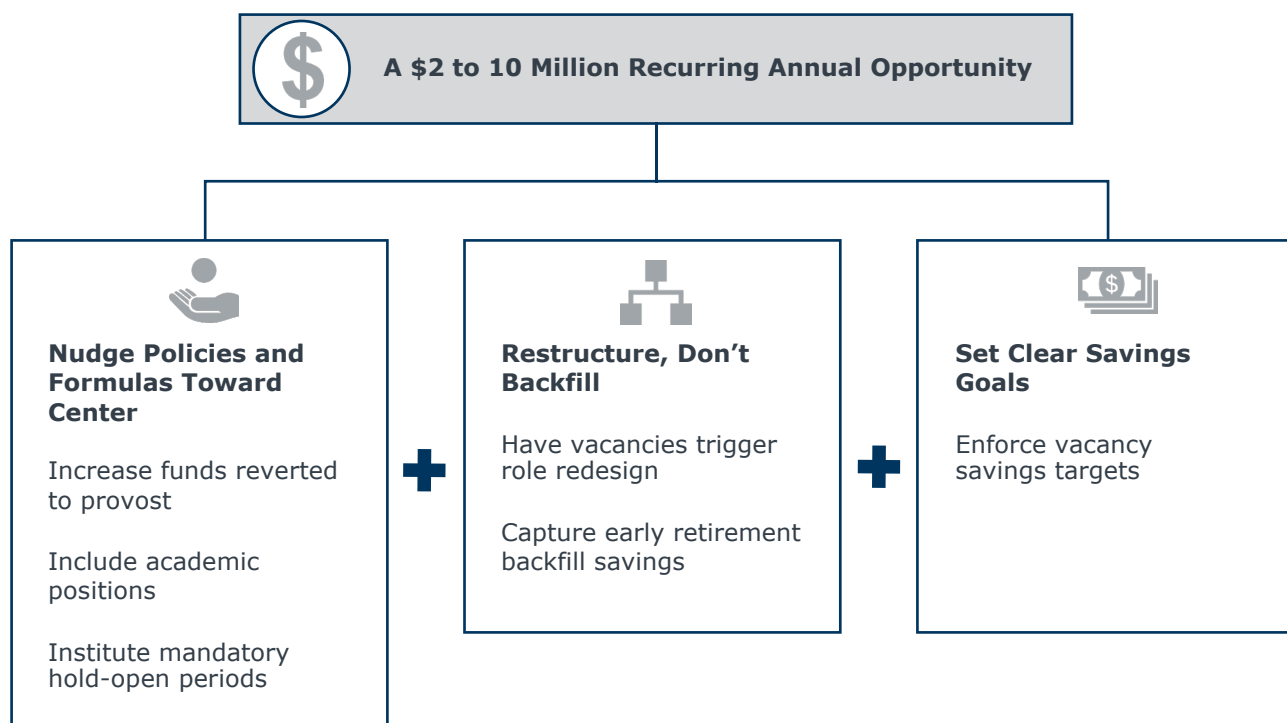 $
A $2 to 10 Million Recurring Annual Opportunity
Nudge Policies and
Formulas Toward
Center
Increase funds reverted
to provost
Include academic
positions
Institute mandatory
hold-open periods
Restructure, Don’t
Backfill
Have vacancies trigger
role redesign
Capture early retirement
backfill savings
$
Set Clear Savings
Goals
Enforce vacancy
savings targets